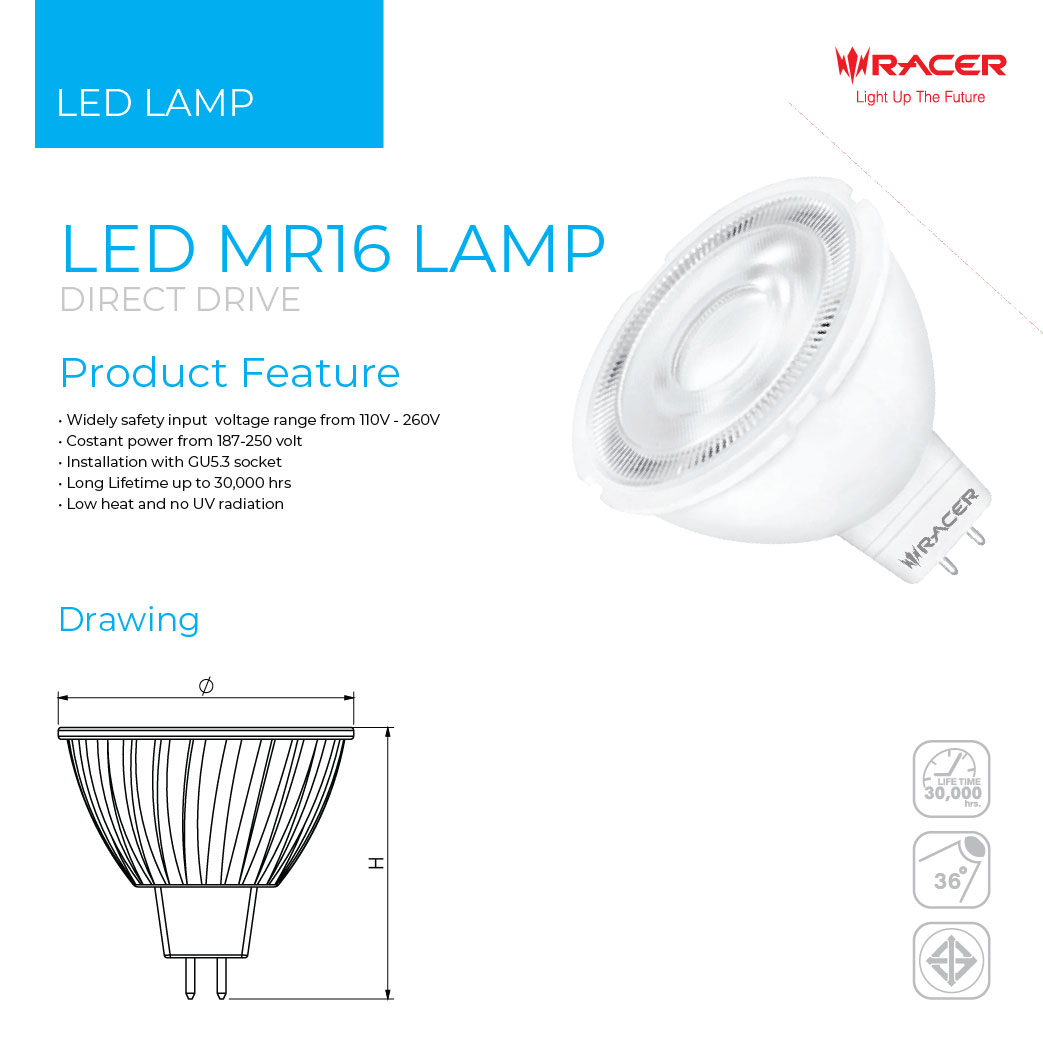 LED LAMP
RACER
Light Up The Future
LED MR16 LAMP
DIRECT DRIVE
Product Feature
• Widely safety input  voltage range from 110V - 260V
• Costant power from 187-250 volt
• Installation with GU5.3 socket
• Long Lifetime up to 30,000 hrs
• Low heat and no UV radiation
RACER
Drawing
Ø
H
LIFE TIME
30,000
hrs.
36°